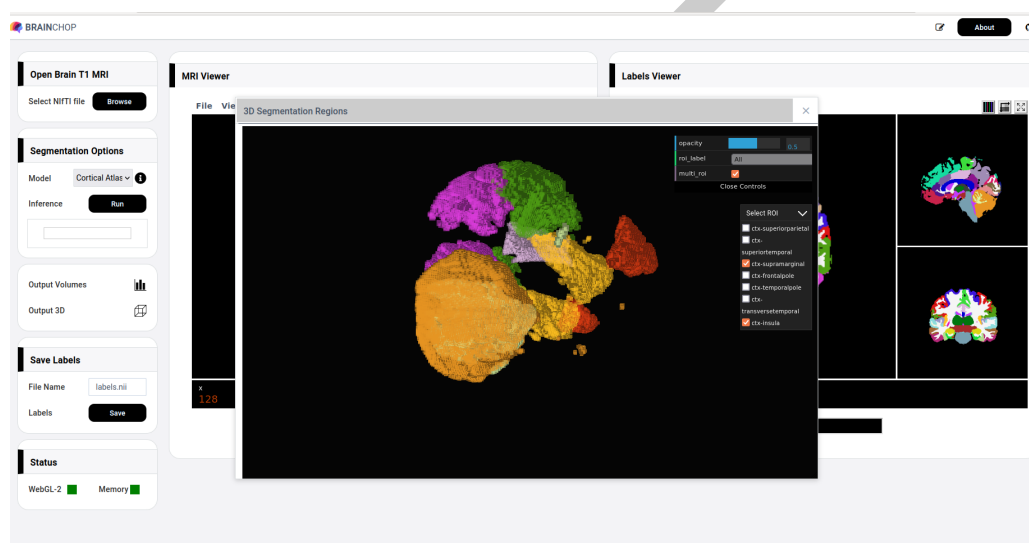 BRAINCHOP
About
Open Brain T1 MRI
Select NIfTI file
Browse
Segmentation Options
Model
Cortical Atlas
Inference
Run
Output Volumes
Output 3D
Save Labels
File Name
labels.nii
Labels
Save
Status
WebGL-2
Memory
MRI Viewer
File
Labels Viewer
3D Segmentation Regions
×
opacity
0.5
roi_label
All
multi_roi
Close Controls
Select ROI
ctx-superiorparietal
ctx-
superiortemporal
ctx-supramarginal
ctx-frontalpole
ctx-temporalpole
ctx-
transversetemporal
ctx-insula
x
128